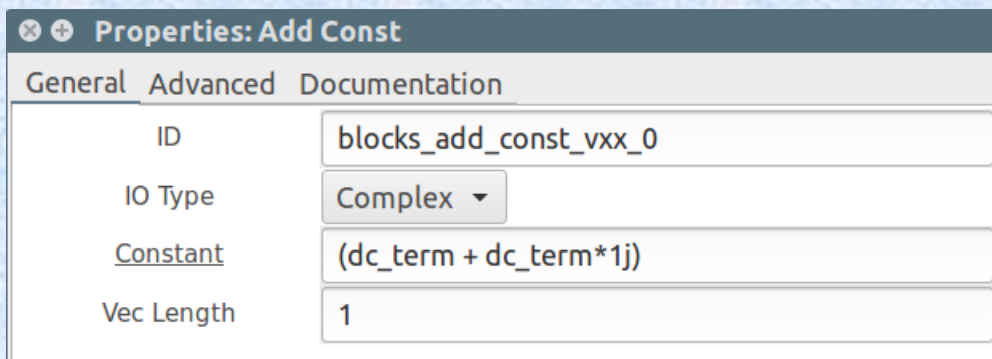 Properties: Add Const
General Advanced Documentation
ID blocks_add_const_vxx_0
IO Type Complex
Constant (dc_term + dc_term*1j)
Vec Length 1